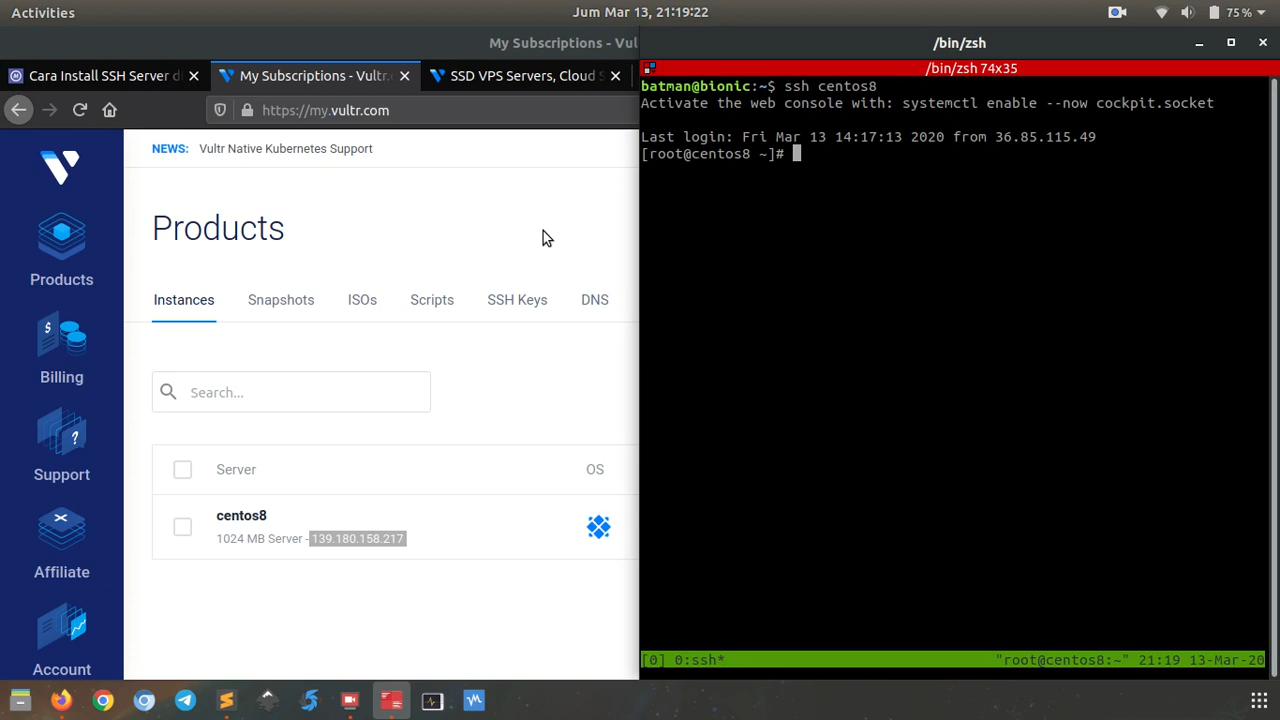 Activities
Jum Mar 13, 21:19:22
75 %
My Subscriptions - Vul
/bin/zsh
Cara Install SSH Server d
My Subscriptions - Vultr.c
SSD VPS Servers, Cloud S
/bin/zsh 74x35
https://my.vultr.com
batman@bionic:~$ ssh centos8
Activate the web console with: systemctl enable --now cockpit.socket
Last login: Fri Mar 13 14:17:13 2020 from 36.85.115.49
[root@centos8 ~]#
NEWS: Vultr Native Kubernetes Support
Products
Products
Instances
Snapshots
ISOs
Scripts
SSH Keys
DNS
Billing
Search...
Support
Server
OS
centos8
1024 MB Server - 139.180.158.217
Affiliate
Account
[0] 0:ssh*
"root@centos8:~" 21:19 13-Mar-20